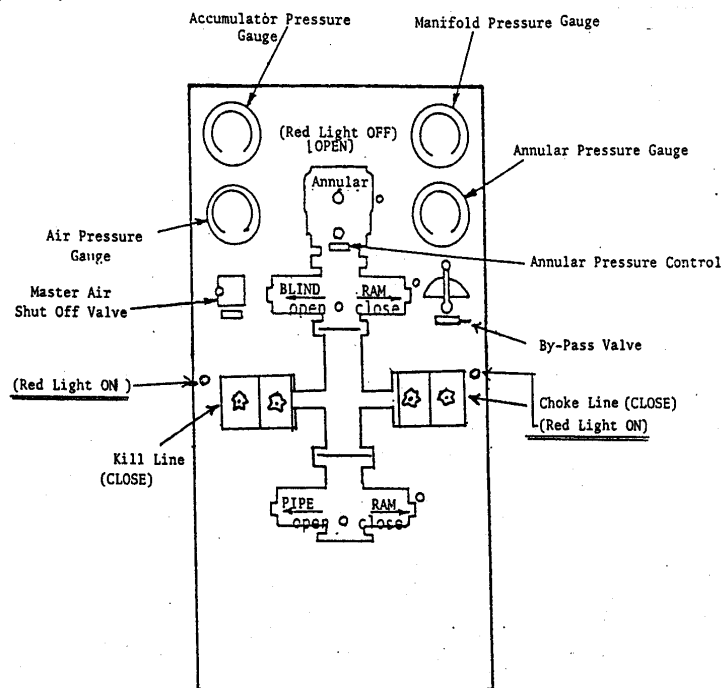 Accumulator Pressure
Gauge
Manifold Pressure Gauge
(Red Light OFF)
(OPEN)
Annular Pressure Gauge
Annular
Air Pressure
Gauge
Annular Pressure Control
Master Air
Shut Off Valve
BLIND RAM
open close
By-Pass Valve
(Red Light ON)
Choke Line (CLOSE)
(Red Light ON)
Kill Line
(CLOSE)
PIPE RAM
open close